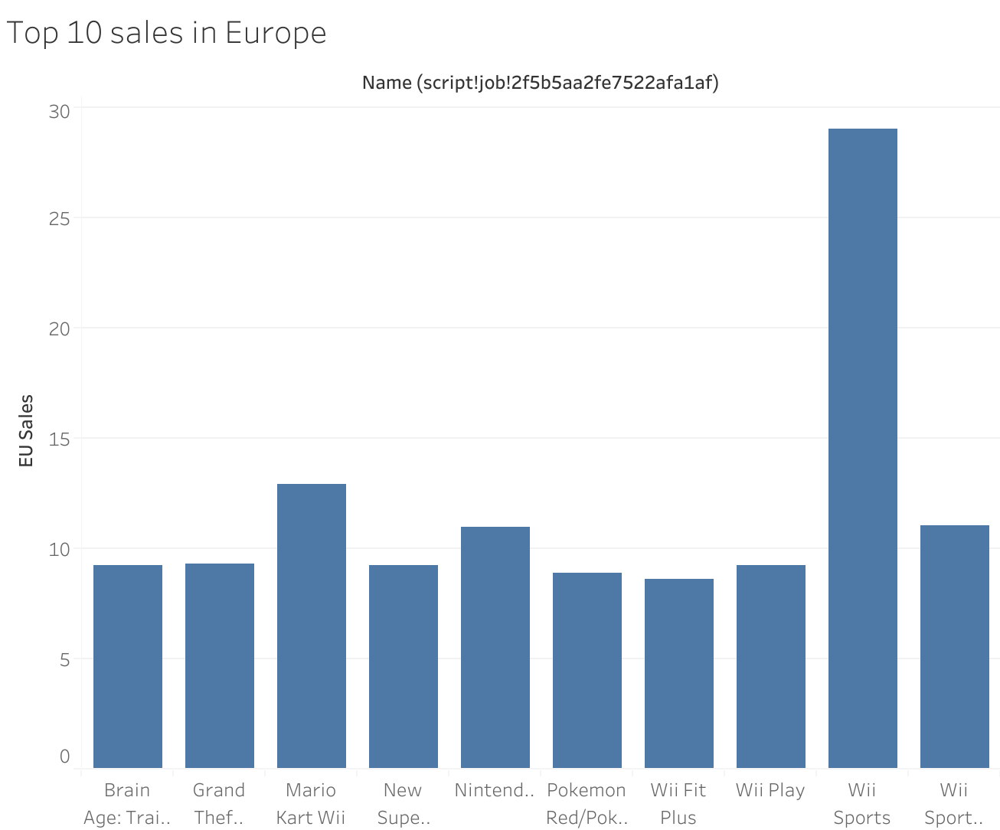 Top 10 sales in Europe
Name (script!job!2f5b5aa2fe7522afa1af)
30
25
20
15
10
5
0
EU Sales
Brain
Age: Trai..
Grand
Thef..
Mario
Kart Wii
New
Supe..
Nintend..
Pokemon
Red/Pok..
Wii Fit
Plus
Wii Play
Wii
Sports
Wii
Sport..